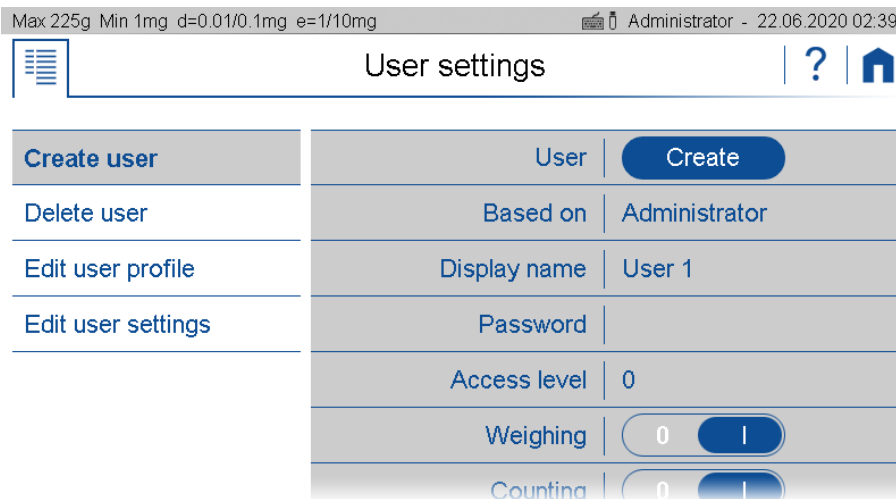 Max 225g Min 1mg d=0.01/0.1mg e=1/10mg Administrator - 22.06.2020 02:39
User settings ?
Create user User Create
Delete user Based on Administrator
Edit user profile Display name User 1
Edit user settings Password
Access level 0
Weighing 0 I
Counting 0 I